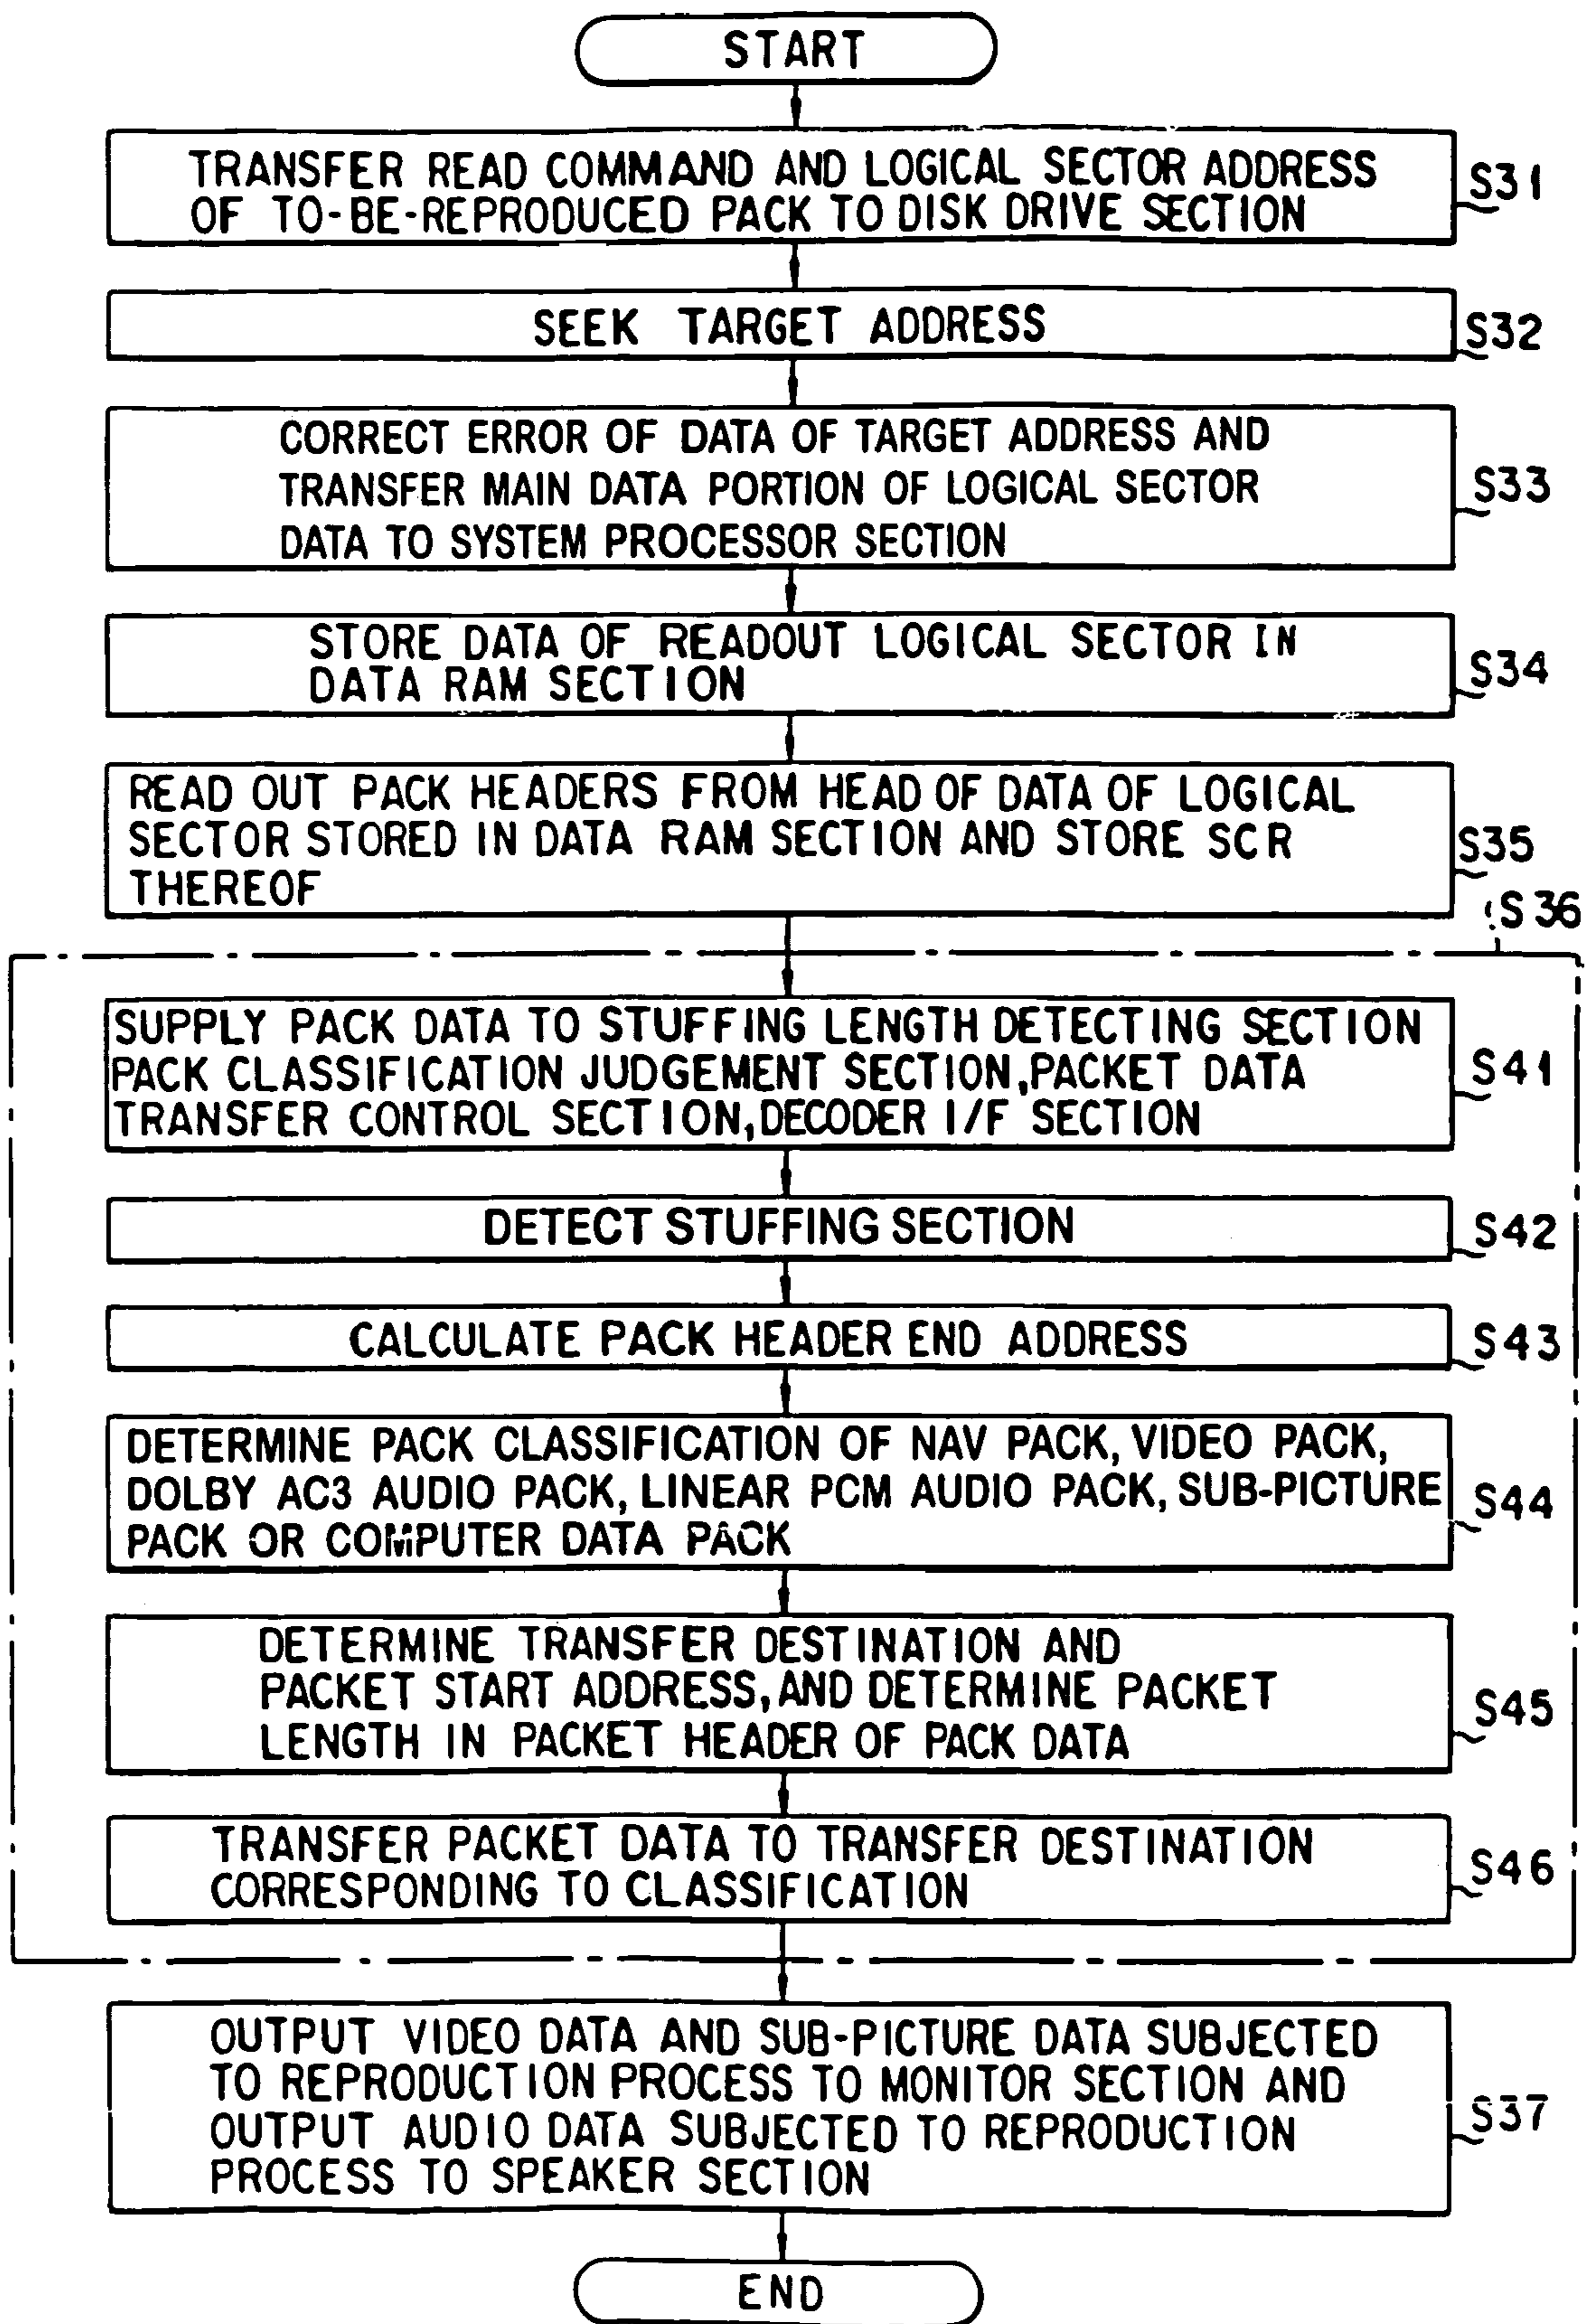 START
TRANSFER READ COMMAND AND LOGICAL SECTOR ADDRESS
OF TO-BE-REPRODUCED PACK TO DISK DRIVE SECTION
S31
SEEK TARGET ADDRESS
S32
CORRECT ERROR OF DATA OF TARGET ADDRESS AND
TRANSFER MAIN DATA PORTION OF LOGICAL SECTOR
DATA TO SYSTEM PROCESSOR SECTION
S33
STORE DATA OF READOUT LOGICAL SECTOR IN
DATA RAM SECTION
S34
READ OUT PACK HEADERS FROM HEAD OF DATA OF LOGICAL
SECTOR STORED IN DATA RAM SECTION AND STORE SCR
THEREOF
S35
S36
SUPPLY PACK DATA TO STUFFING LENGTH DETECTING SECTION
PACK CLASSIFICATION JUDGEMENT SECTION, PACKET DATA
TRANSFER CONTROL SECTION, DECODER I/F SECTION
S41
DETECT STUFFING SECTION
S42
CALCULATE PACK HEADER END ADDRESS
S43
DETERMINE PACK CLASSIFICATION OF NAV PACK, VIDEO PACK,
DOLBY AC3 AUDIO PACK, LINEAR PCM AUDIO PACK, SUB-PICTURE
PACK OR COMPUTER DATA PACK
S44
DETERMINE TRANSFER DESTINATION AND
PACKET START ADDRESS, AND DETERMINE PACKET
LENGTH IN PACKET HEADER OF PACK DATA
S45
TRANSFER PACKET DATA TO TRANSFER DESTINATION
CORRESPONDING TO CLASSIFICATION
S46
OUTPUT VIDEO DATA AND SUB-PICTURE DATA SUBJECTED
TO REPRODUCTION PROCESS TO MONITOR SECTION AND
OUTPUT AUDIO DATA SUBJECTED TO REPRODUCTION
PROCESS TO SPEAKER SECTION
S37
END